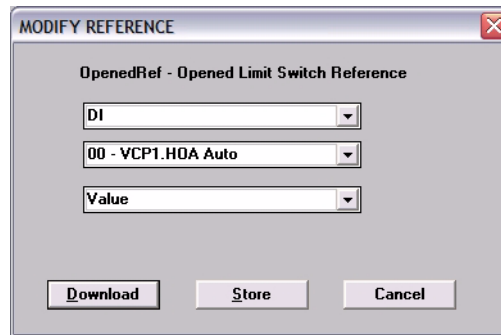 MODIFY REFERENCE
OpenedRef - Opened Limit Switch Reference
DI
00 - VCP1.HOA Auto
Value
Download Store Cancel